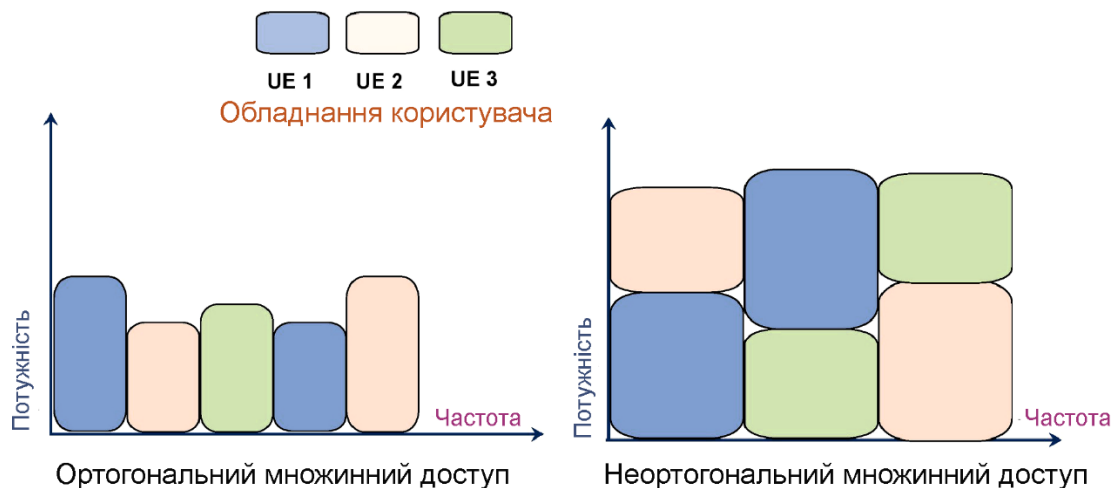 UE 1 UE 2 UE 3
Обладнання користувача
Потужність
Частота
Ортогональний множинний доступ
Потужність
Частота
Неортогональний множинний доступ